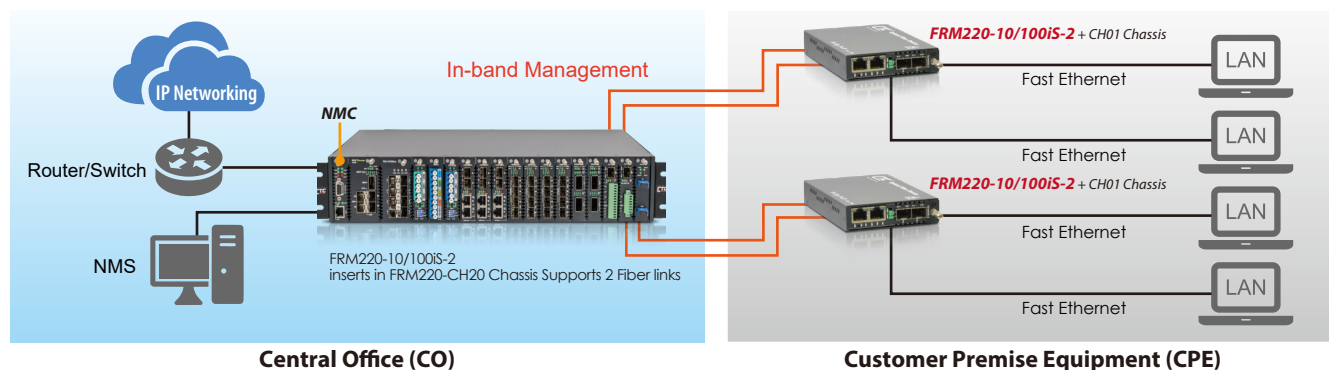 IP Networking
Router/Switch
NMS
NMC
In-band Management
FRM220-10/100iS-2
inserts in FRM220-CH20 Chassis Supports 2 Fiber links
Central Office (CO)
FRM220-10/100iS-2 + CH01 Chassis
Fast Ethernet
LAN
Fast Ethernet
LAN
FRM220-10/100iS-2 + CH01 Chassis
Fast Ethernet
LAN
Fast Ethernet
LAN
Customer Premise Equipment (CPE)